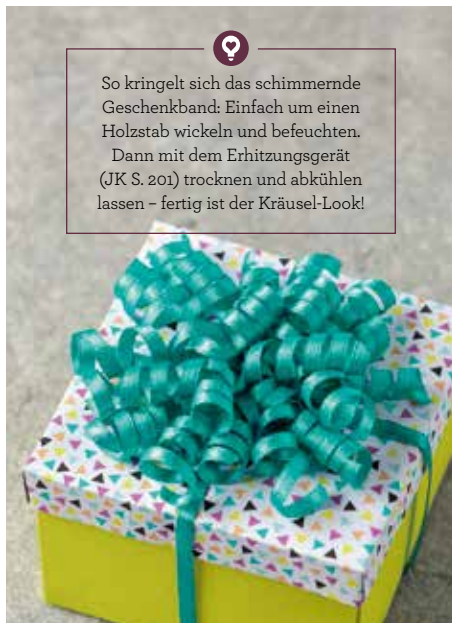 So kringelt sich das schimmernde
Geschenkband: Einfach um einen
Holzstab wickeln und befeuchten.
Dann mit dem Erhitzungsgerät
(JK S. 201) trocknen und abkühlen
lassen – fertig ist der Kräusel-Look!